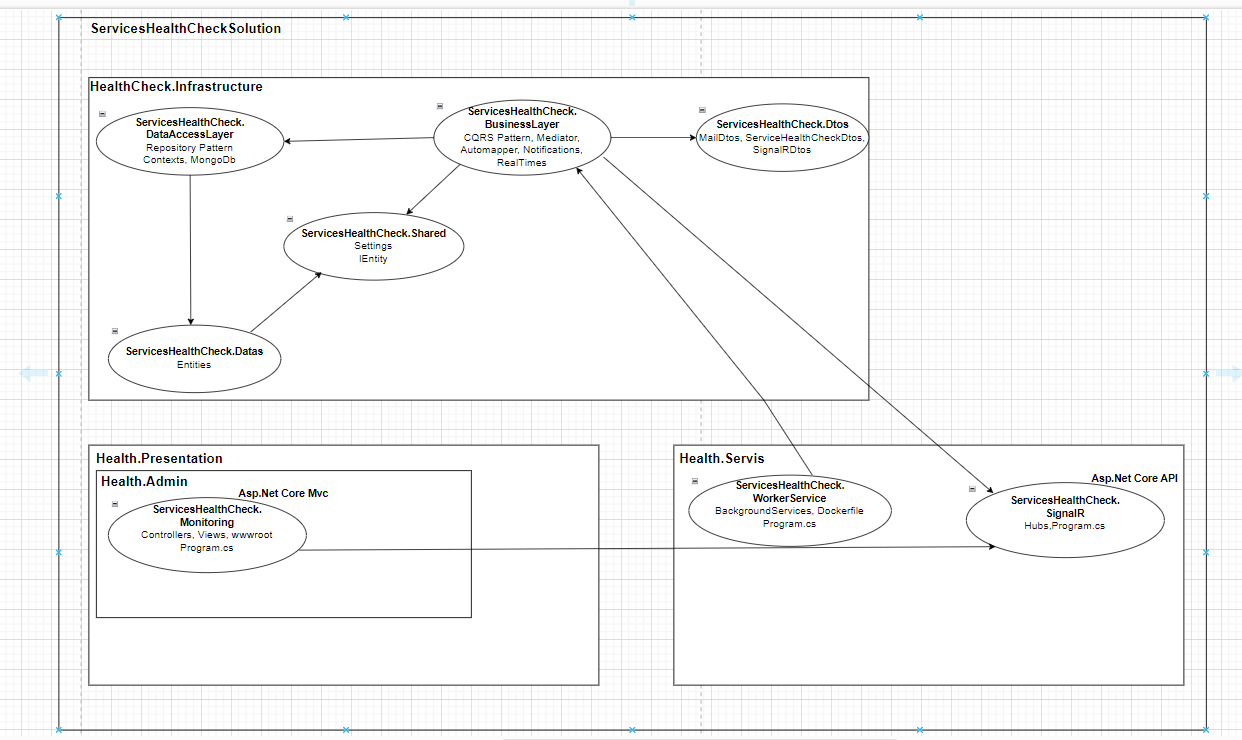 ServicesHealthCheckSolution
HealthCheck.Infrastructure
ServicesHealthCheck.
DataAccessLayer
Repository Pattern
Contexts, MongoDb
ServicesHealthCheck.
BusinessLayer
CQRS Pattern, Mediator,
Automapper, Notifications,
RealTimes
ServicesHealthCheck.Dtos
MailDtos, ServiceHealthCheckDtos,
SignalRDtos
ServicesHealthCheck.Shared
Settings
IEntity
ServicesHealthCheck.Datas
Entities
Health.Presentation
Health.Admin
Asp.Net Core Mvc
ServicesHealthCheck.
Monitoring
Controllers, Views, wwwroot
Program.cs
Health.Servis
ServicesHealthCheck.
WorkerService
BackgroundServices, Dockerfile
Program.cs
Asp.Net Core API
ServicesHealthCheck.
SignalR
Hubs,Program.cs